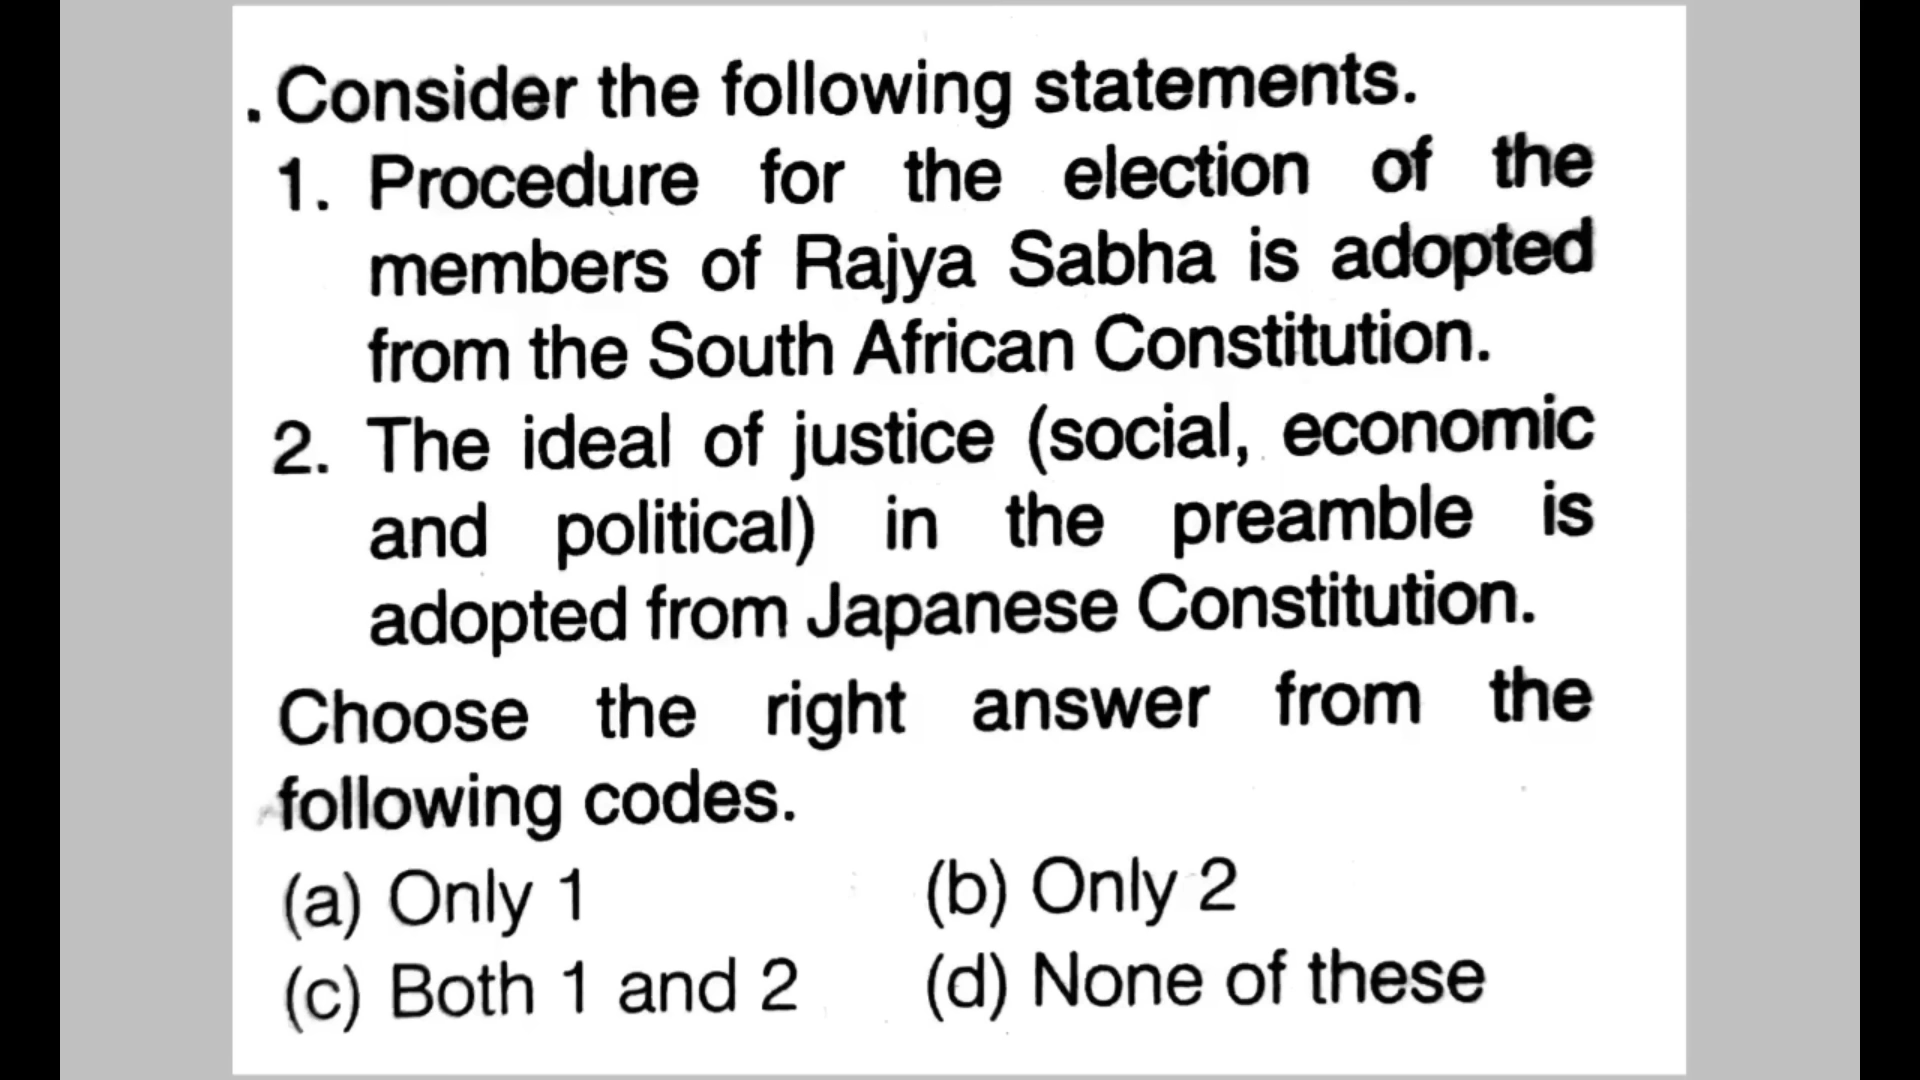 . Consider the following statements.
1. Procedure for the election of the
members of Rajya Sabha is adopted
from the South African Constitution.
2. The ideal of justice (social, economic
and political) in the preamble is
adopted from Japanese Constitution.
Choose the right answer from the
following codes.
(a) Only 1 (b) Only 2
(c) Both 1 and 2 (d) None of these